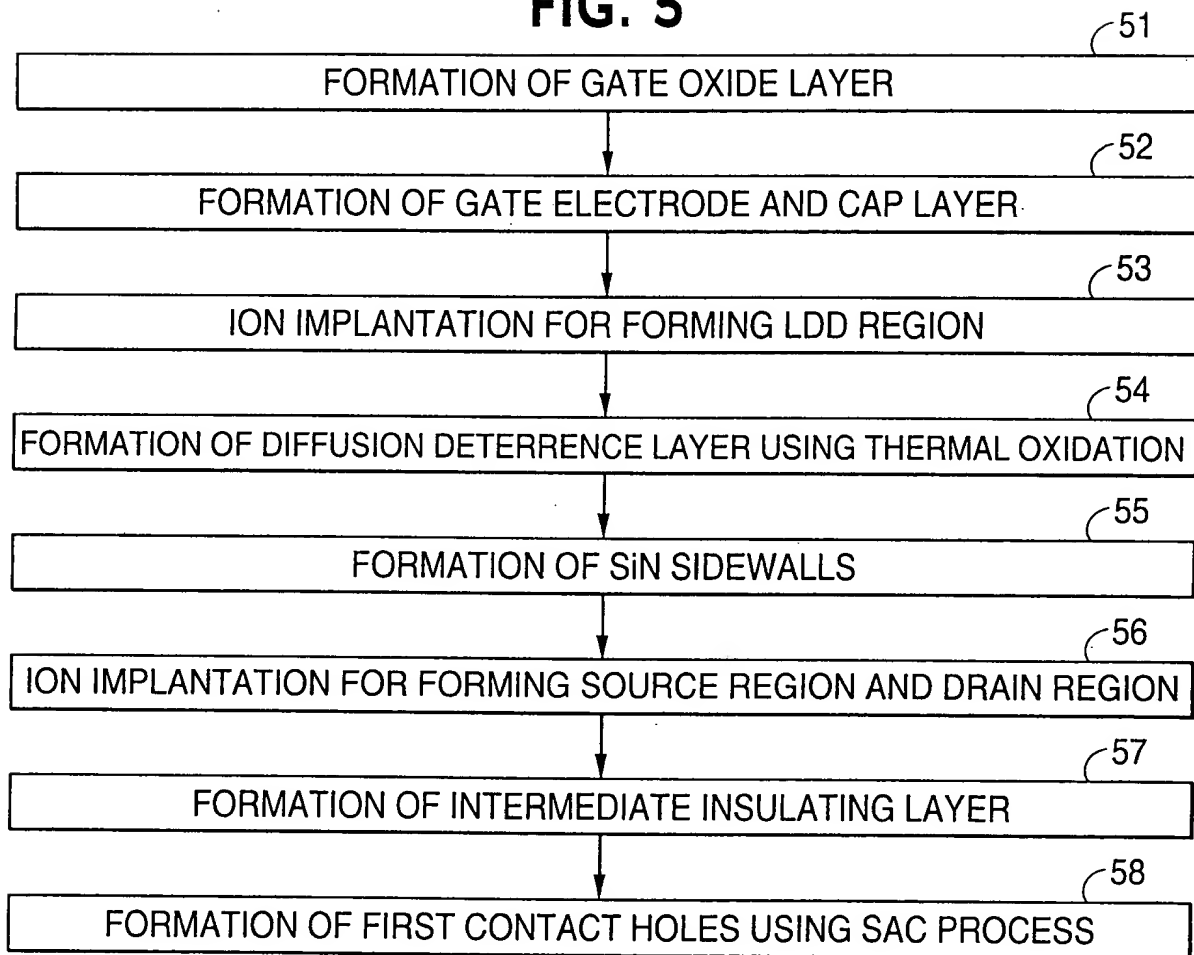 FIG. 5
51
FORMATION OF GATE OXIDE LAYER
52
FORMATION OF GATE ELECTRODE AND CAP LAYER
53
ION IMPLANTATION FOR FORMING LDD REGION
54
FORMATION OF DIFFUSION DETERRENCE LAYER USING THERMAL OXIDATION
55
FORMATION OF SiN SIDEWALLS
56
ION IMPLANTATION FOR FORMING SOURCE REGION AND DRAIN REGION
57
FORMATION OF INTERMEDIATE INSULATING LAYER
58
FORMATION OF FIRST CONTACT HOLES USING SAC PROCESS